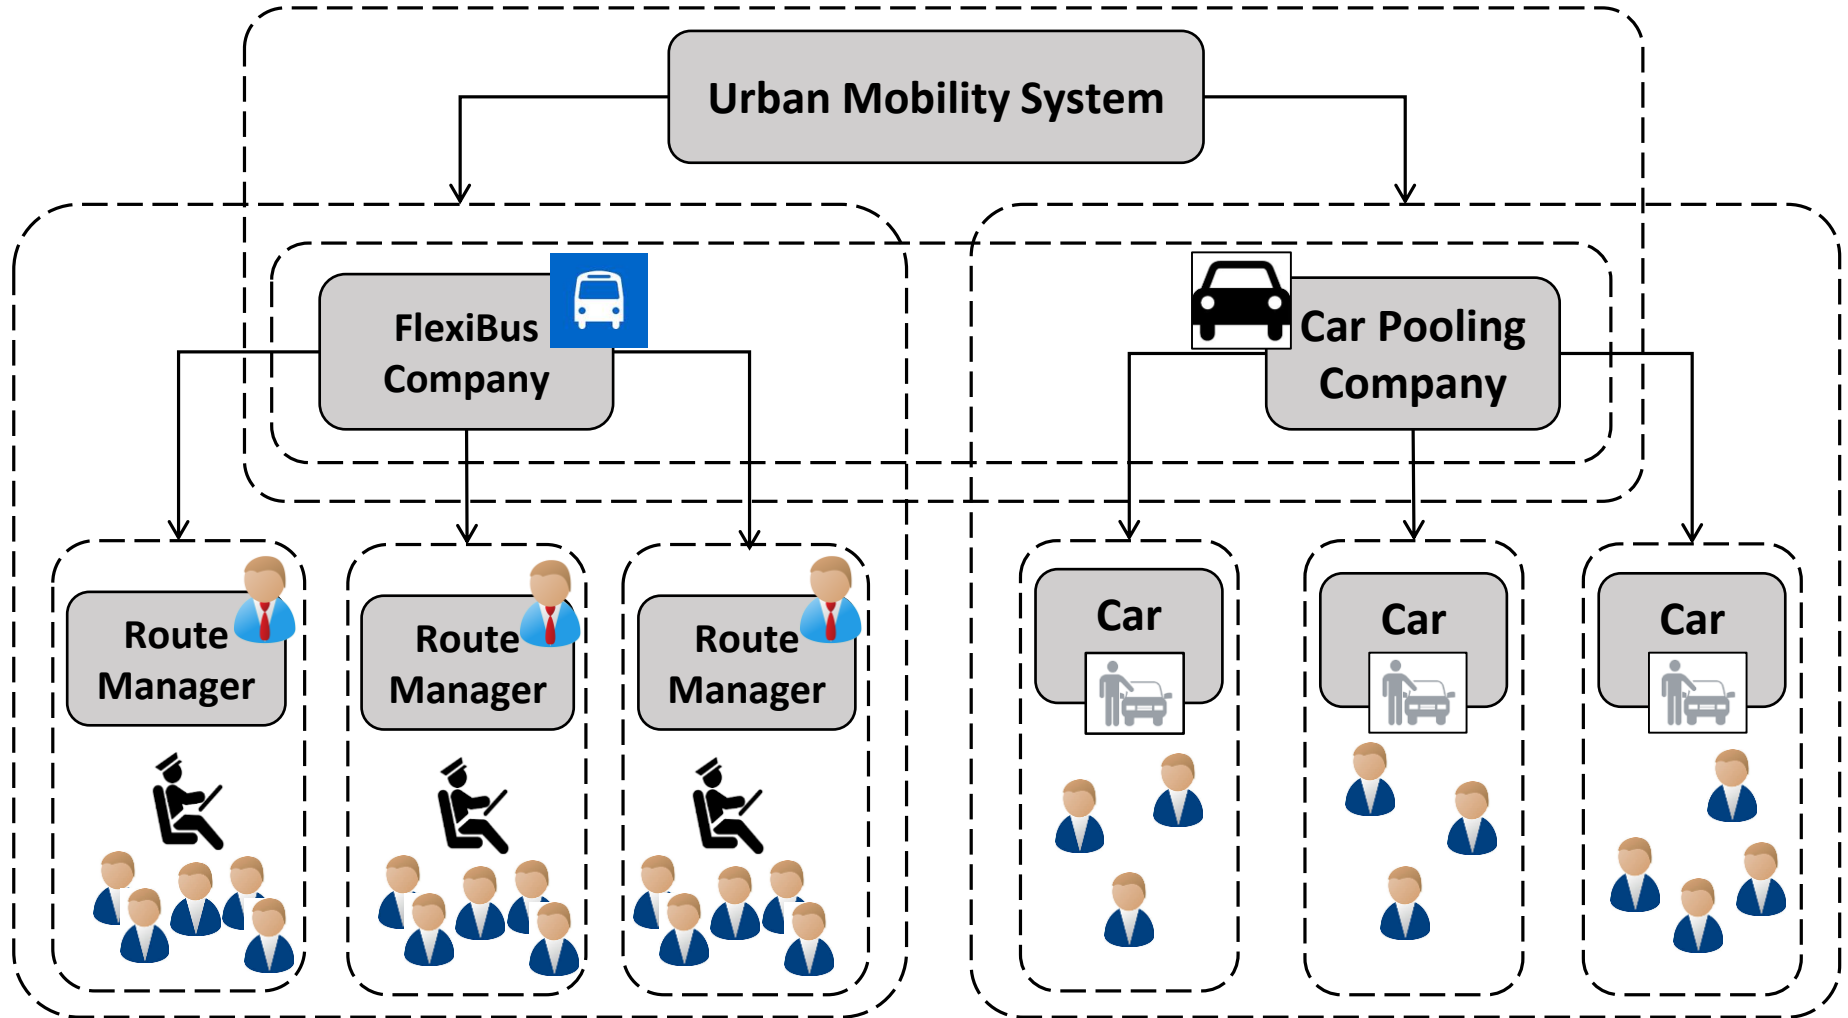 Urban Mobility System
FlexiBus
Company
Car Pooling
Company
Route
Manager
Route
Manager
Route
Manager
Car
Car
Car